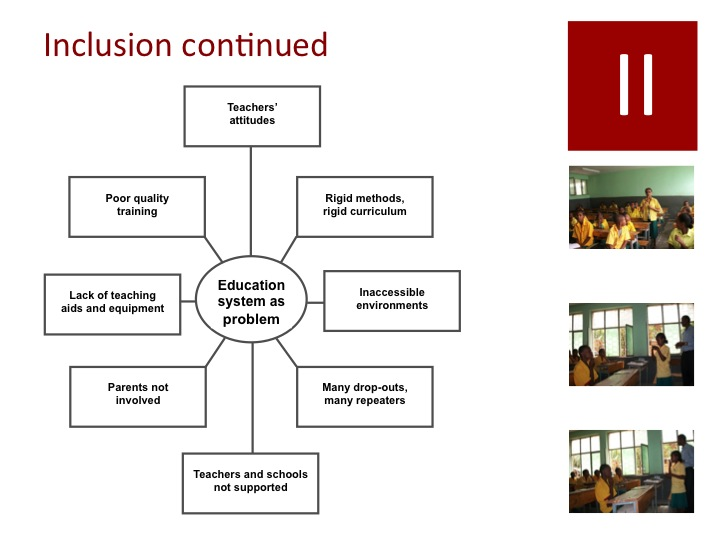 Inclusion continued
II
Teachers'
attitudes
Poor quality
training
Rigid methods,
rigid curriculum
Lack of teaching
aids and equipment
Education
system as
problem
Inaccessible
environments
Parents not
involved
Many drop-outs,
many repeaters
Teachers and schools
not supported